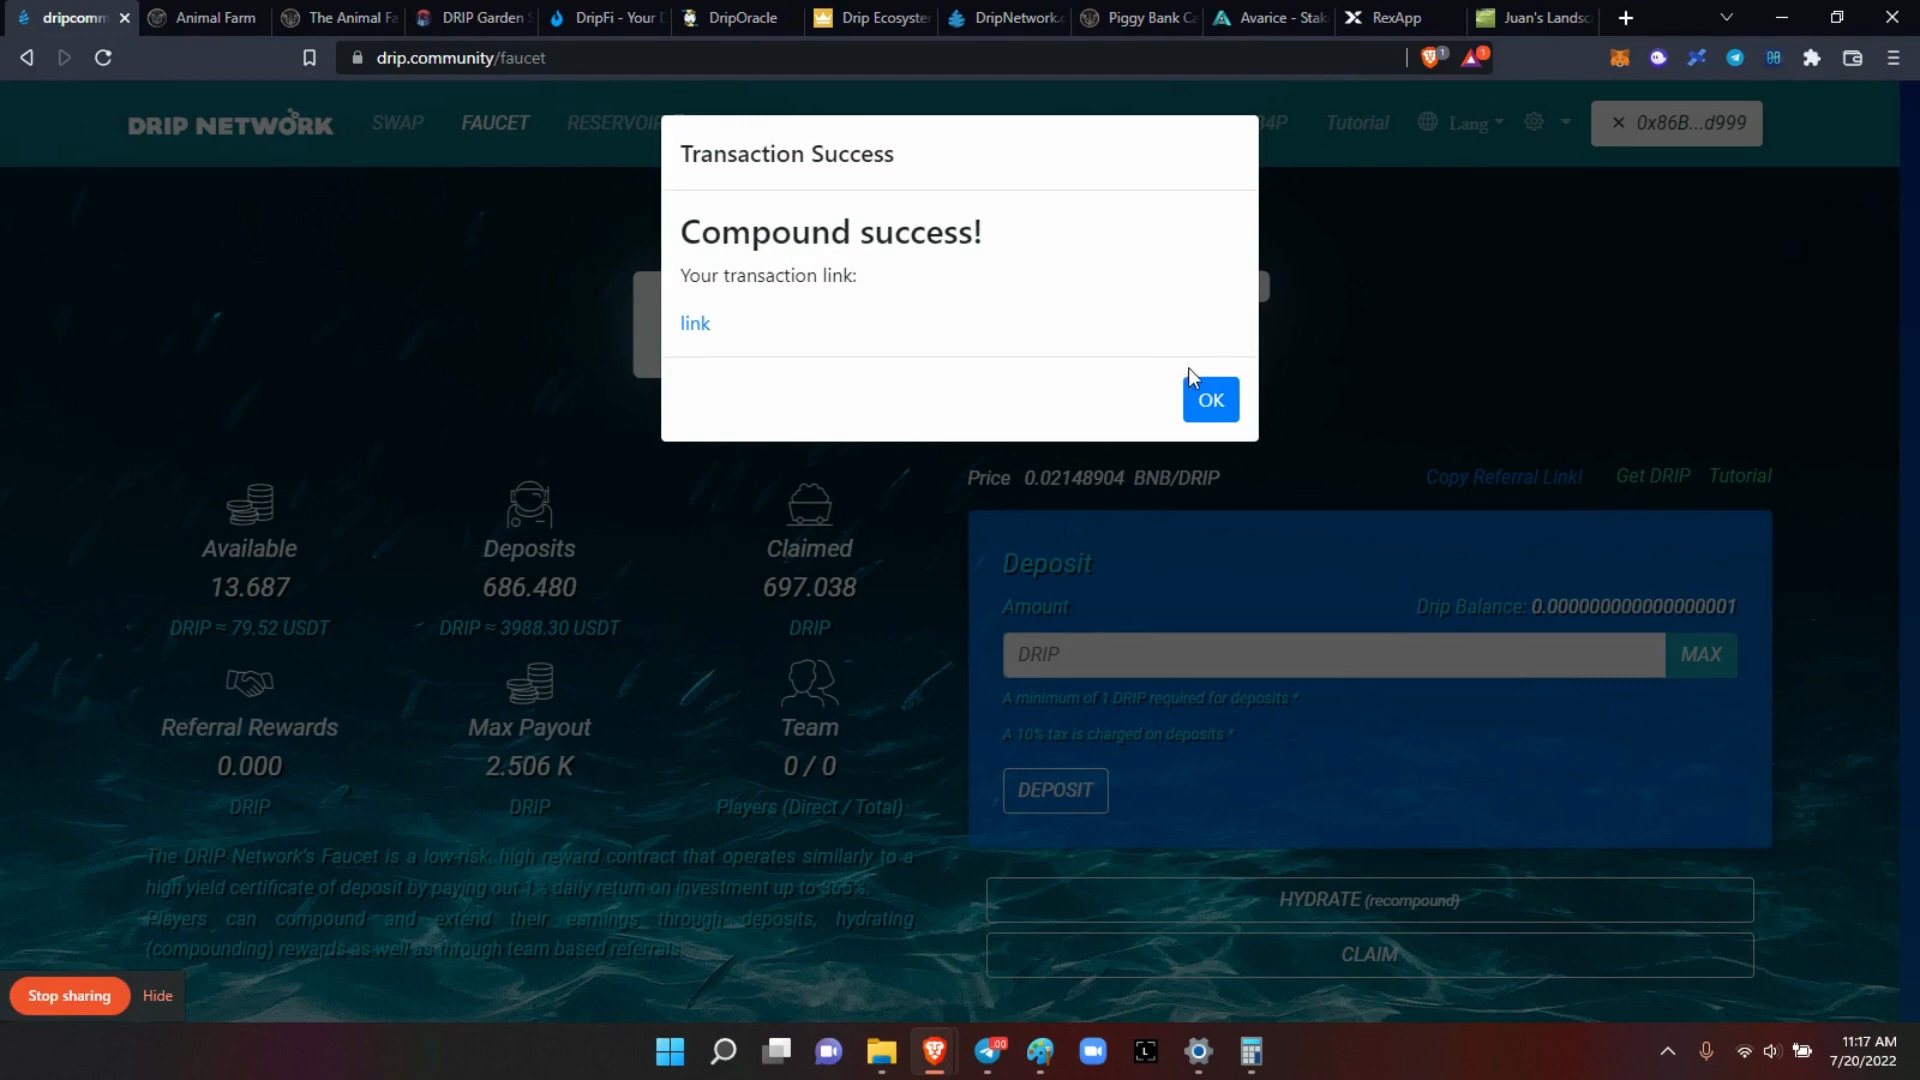 dripcomm
Animal Farm
The Animal Fa
DRIP Garden S
DripFi - Your D
DripOracle
Drip Ecosyste
DripNetwork.c
Piggy Bank Ca
Avarice - Stak
RexApp
Juan's Landsc
drip.community/faucet
1
1
DRIP NETWORK
SWAP
FAUCET
RESERVOIR
34P
Tutorial
Lang
× 0x86B...d999
Transaction Success
Compound success!
Your transaction link:
link
OK
Price 0.02148904 BNB/DRIP
Copy Referral Link!
Get DRIP
Tutorial
Available
13.687
DRIP ≈ 79.52 USDT
Deposits
686.480
DRIP ≈ 3988.30 USDT
Claimed
697.038
DRIP
Referral Rewards
0.000
DRIP
Max Payout
2.506 K
DRIP
Team
0 / 0
Players (Direct / Total)
The DRIP Network's Faucet is a low-risk, high reward contract that operates similarly to a
high yield certificate of deposit by paying out 1% daily return on investment up to 365%.
Players can compound and extend their earnings through deposits, hydrating
(compounding) rewards as well as through team based referrals.
Deposit
Amount
Drip Balance: 0.000000000000000001
DRIP
MAX
A minimum of 1 DRIP required for deposits *
A 10% tax is charged on deposits *
DEPOSIT
HYDRATE (recompound)
CLAIM
Stop sharing
Hide
.00
L
11:17 AM
7/20/2022